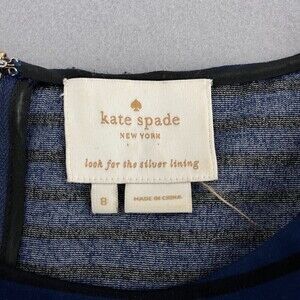 kate spade
NEW YORK
look for the silver lining
8
MADE IN CHINA